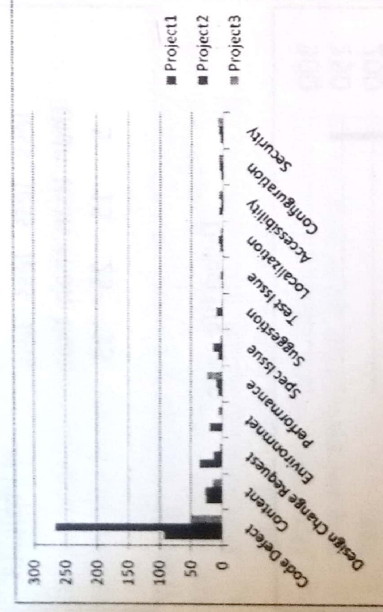 300
250
200
150
100
50
0
Code Defect
Design Change Request
Content
Environmnet
Performance
Spec Issue
Suggestion
Test Issue
Localization
Accessibility
Configuration
Security
Project1
Project2
Project3